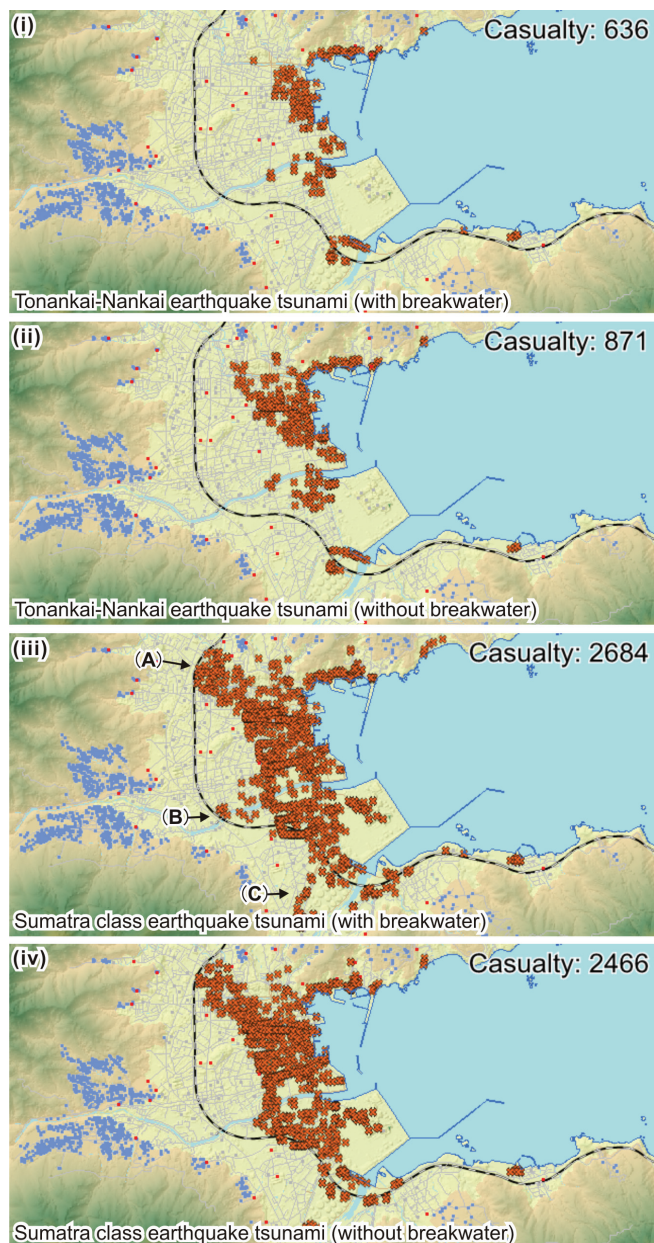 (i)
Casualty: 636
Tonankai-Nankai earthquake tsunami (with breakwater)
(ii)
Casualty: 871
Tonankai-Nankai earthquake tsunami (without breakwater)
(iii)
Casualty: 2684
(A)
(B)
(C)
Sumatra class earthquake tsunami (with breakwater)
(iv)
Casualty: 2466
Sumatra class earthquake tsunami (without breakwater)